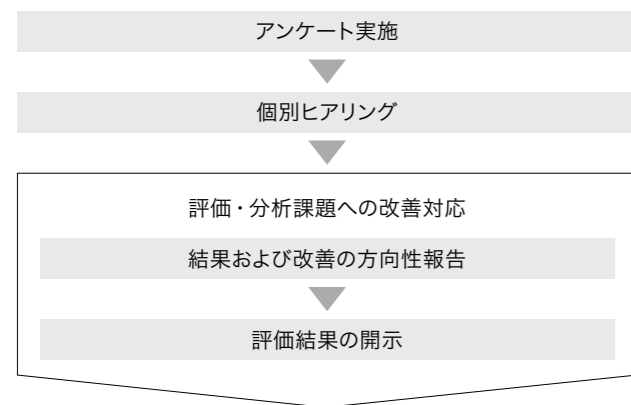 アンケート実施
個別ヒアリング
評価・分析課題への改善対応
結果および改善の方向性報告
評価結果の開示